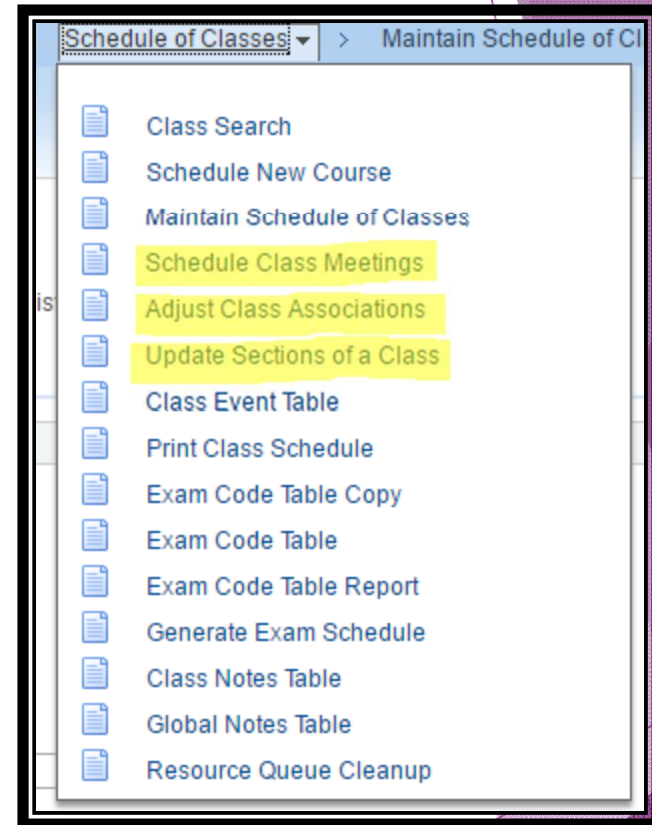 Schedule of Classes > Maintain Schedule of Cl
Class Search
Schedule New Course
Maintain Schedule of Classes
Schedule Class Meetings
is
Adjust Class Associations
Update Sections of a Class
Class Event Table
Print Class Schedule
Exam Code Table Copy
Exam Code Table
Exam Code Table Report
Generate Exam Schedule
Class Notes Table
Global Notes Table
Resource Queue Cleanup